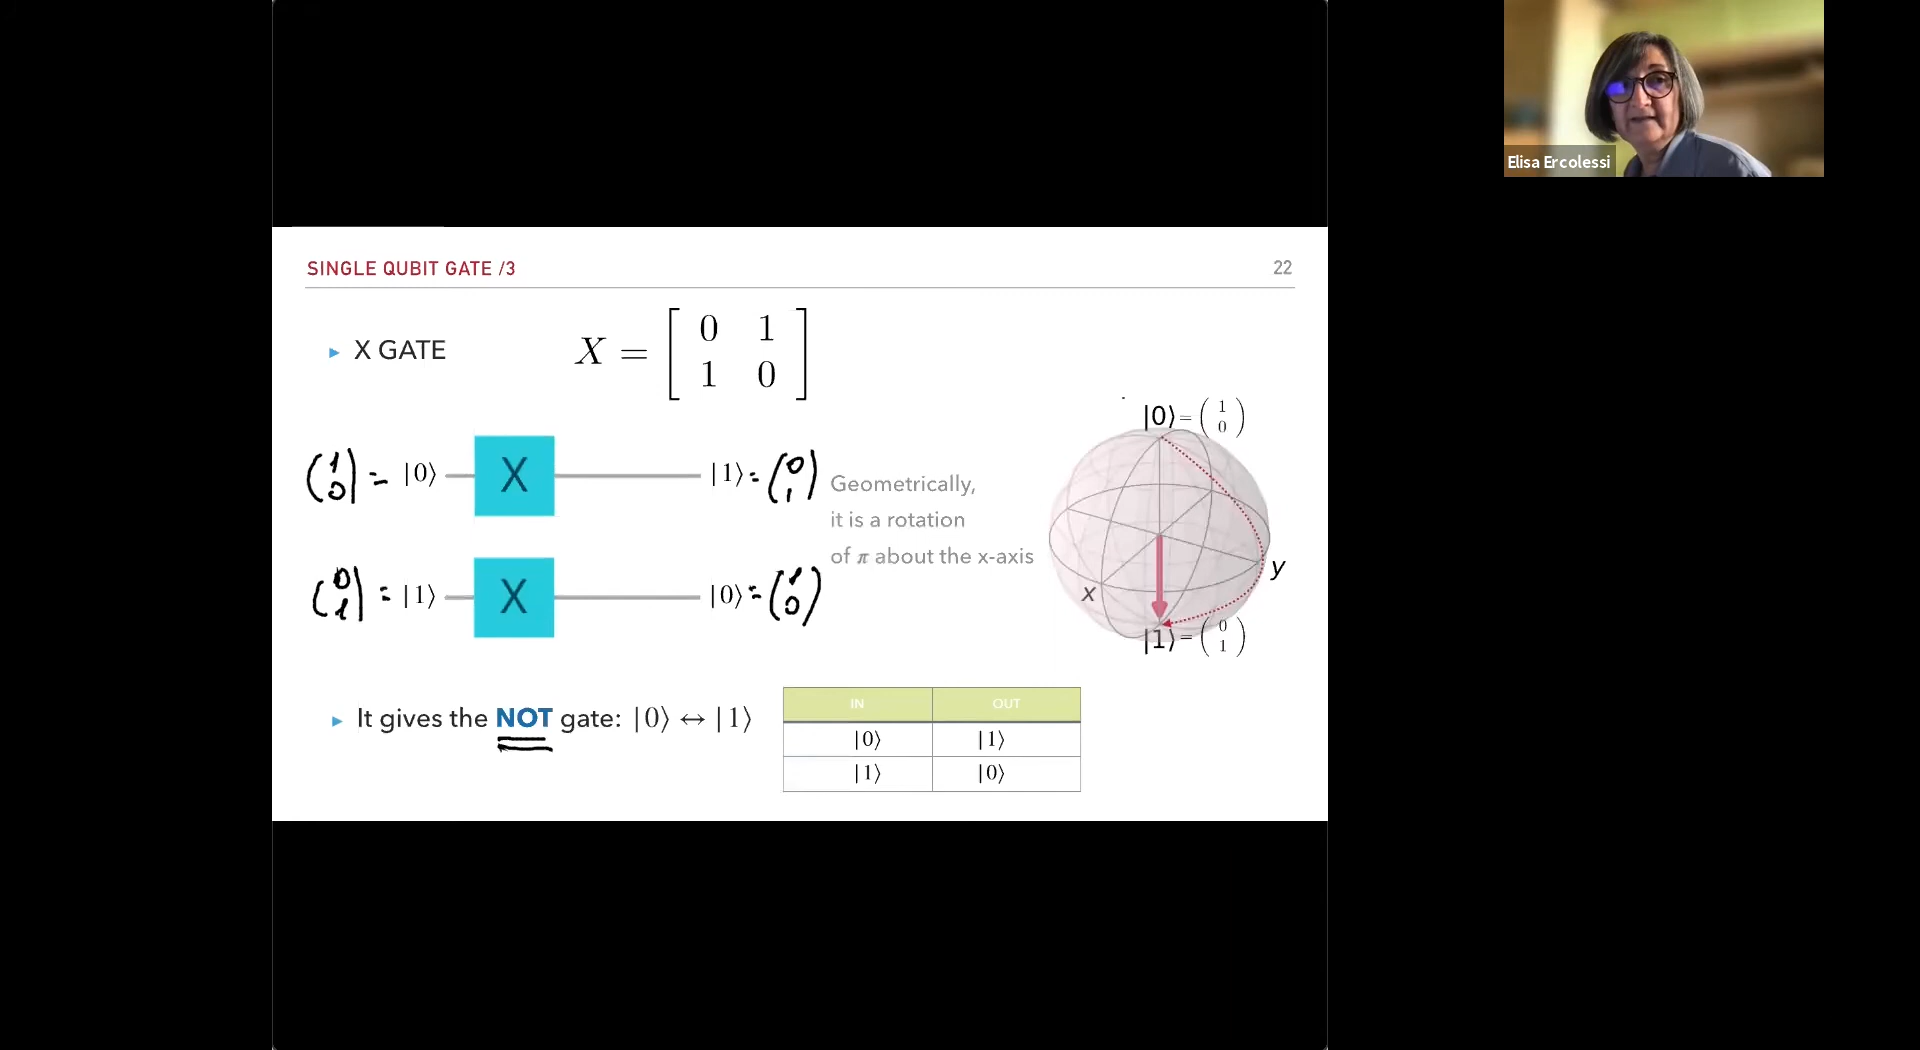 Elisa Ercolessi
SINGLE QUBIT GATE /3
22
► X GATE
X = [ 0 1
1 0 ]
|0⟩ = ( 1
0 )
( 1
0 ) = |0⟩ X |1⟩ = ( 0
1 )
Geometrically,
it is a rotation
of π about the x-axis
y
x
( 0
1 ) = |1⟩ X |0⟩ = ( 1
0 )
|1⟩ = ( 0
1 )
► It gives the NOT gate: |0⟩ ↔ |1⟩
IN OUT
|0⟩ |1⟩
|1⟩ |0⟩